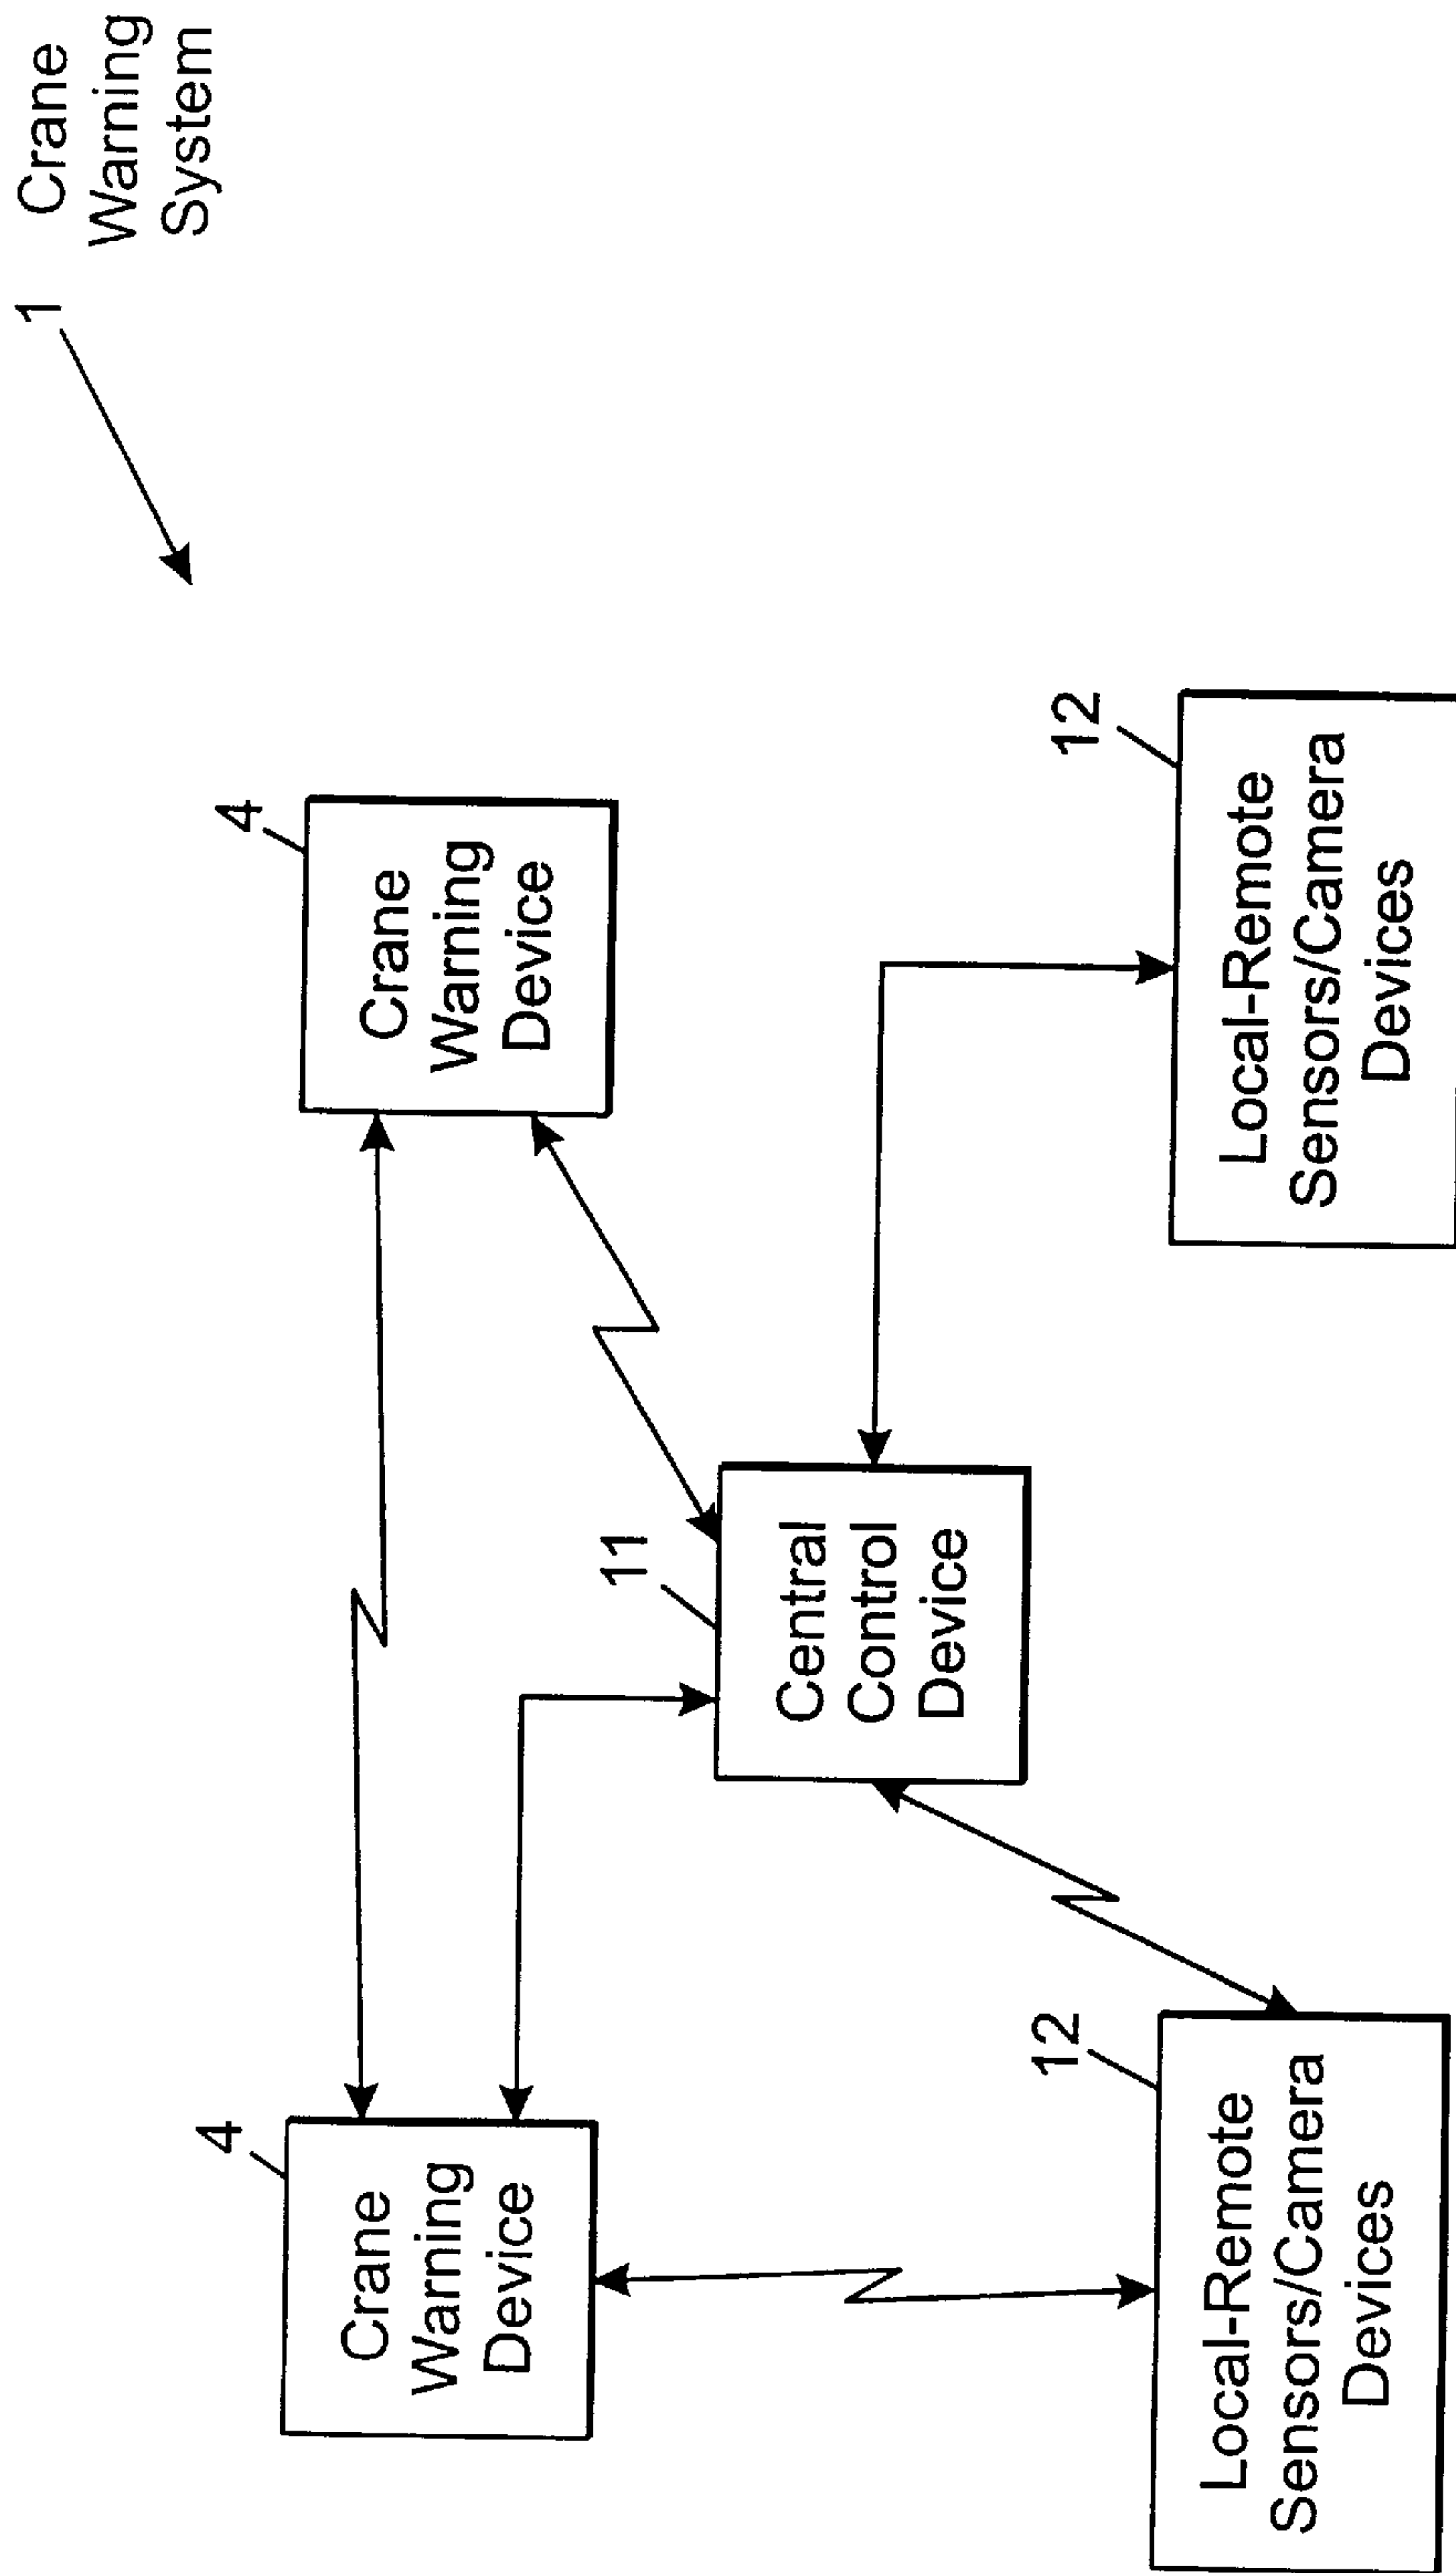 1 Crane
Warning
System
4
Crane
Warning
Device
4
Crane
Warning
Device
11
Central
Control
Device
12
Local-Remote
Sensors/Camera
Devices
12
Local-Remote
Sensors/Camera
Devices